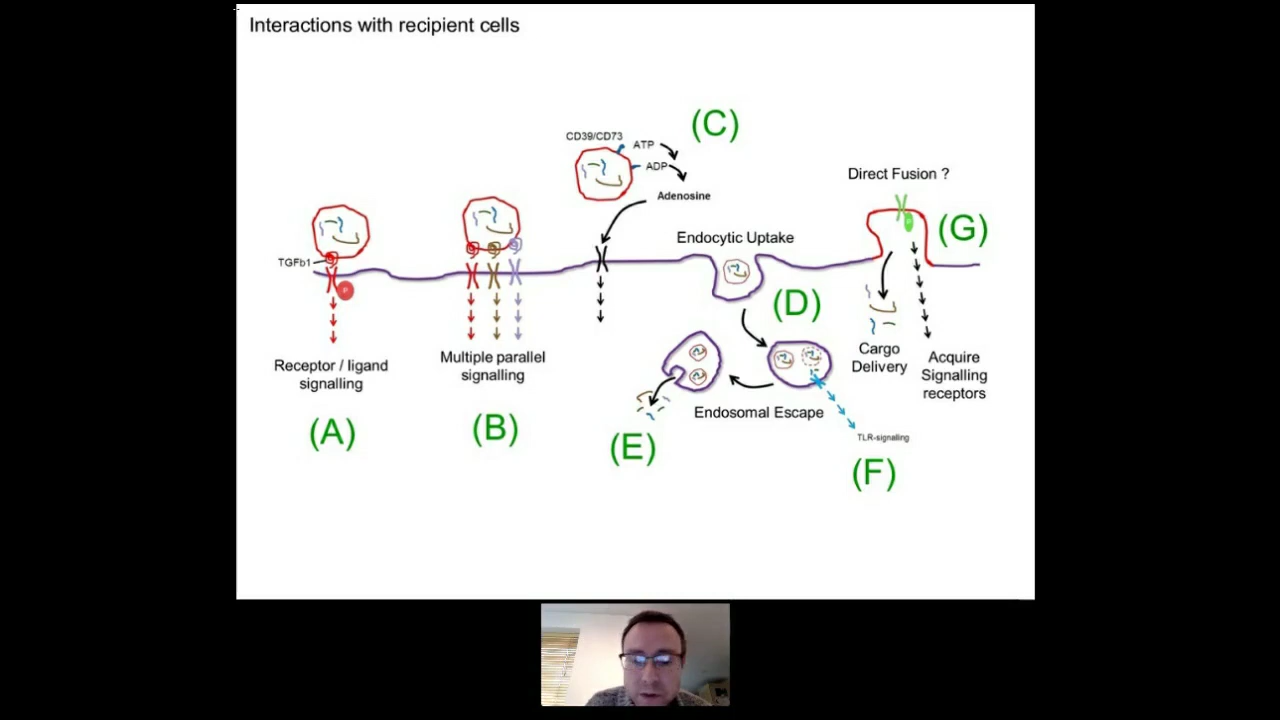 Interactions with recipient cells
(C)
CD39/CD73
ATP
ADP
Adenosine
Direct Fusion ?
(G)
TGFb1
P
Endocytic Uptake
(D)
Receptor / ligand
signalling
(A)
Multiple parallel
signalling
(B)
Cargo
Delivery
Acquire
Signalling
receptors
Endosomal Escape
(E)
TLR-signalling
(F)